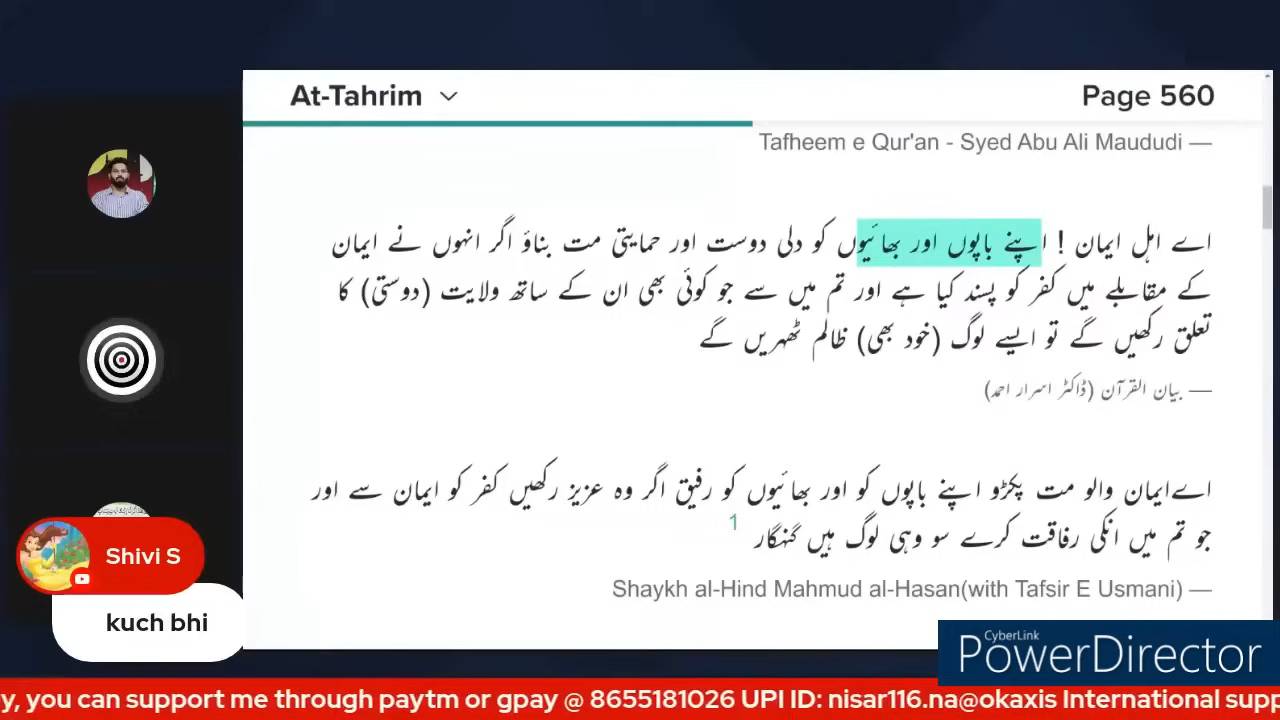 At-Tahrim
Page 560
Tafheem e Qur'an - Syed Abu Ali Maududi —
اے اہل ایمان ! اپنے باپوں اور بھائیوں کو دلی دوست اور حمایتی مت بناؤ اگر انہوں نے ایمان
کے مقابلے میں کفر کو پسند کیا ہے اور تم میں سے جو کوئی بھی ان کے ساتھ ولایت (دوستی) کا
تعلق رکھیں گے تو ایسے لوگ (خود بھی) ظالم ٹھہریں گے
— بیان القرآن (ڈاکٹر اسرار احمد)
اےایمان والو مت پکڑو اپنے باپوں کو اور بھائیوں کو رفیق اگر وہ عزیز رکھیں کفر کو ایمان سے اور
جو تم میں انکی رفاقت کرے سو وہی لوگ ہیں گنہگار 1
Shaykh al-Hind Mahmud al-Hasan(with Tafsir E Usmani) —
Shivi S
kuch bhi
CyberLink
PowerDirector
y, you can support me through paytm or gpay @ 8655181026 UPI ID: nisar116.na@okaxis International supp